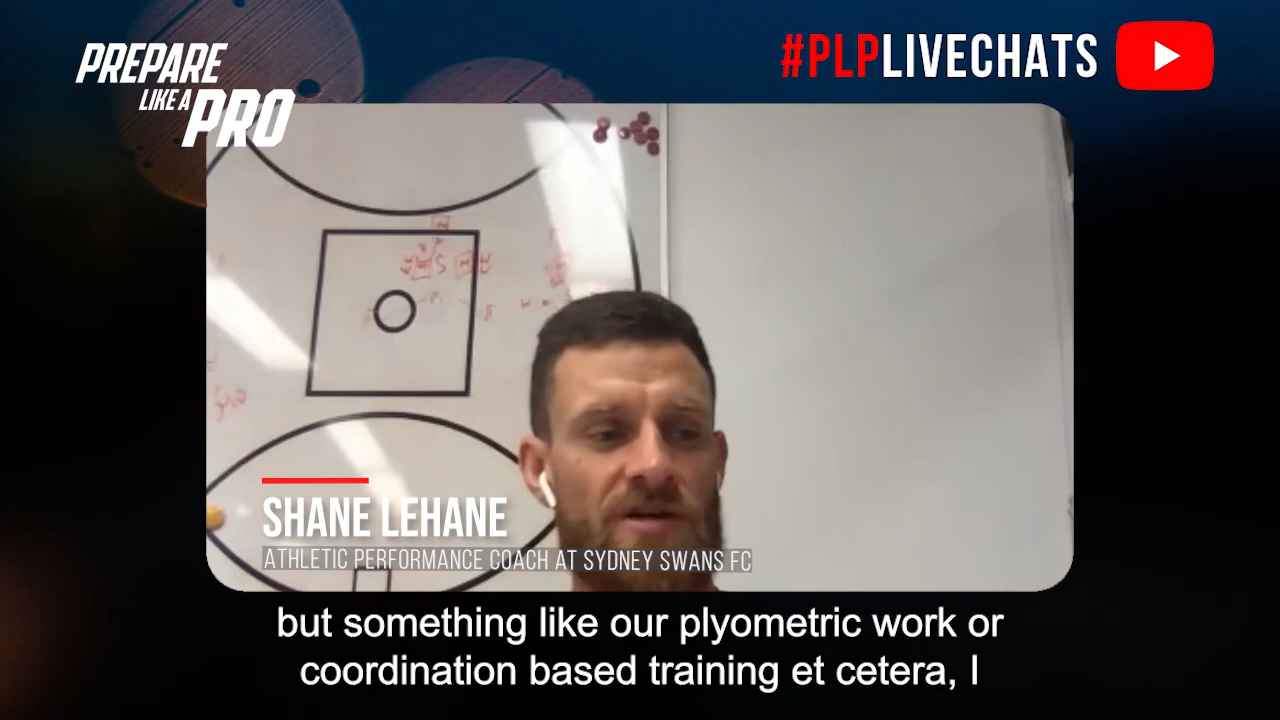 PREPARE
LIKE A
PRO
#PLPLIVECHATS
SHANE LEHANE
ATHLETIC PERFORMANCE COACH AT SYDNEY SWANS FC
but something like our plyometric work or
coordination based training et cetera, I